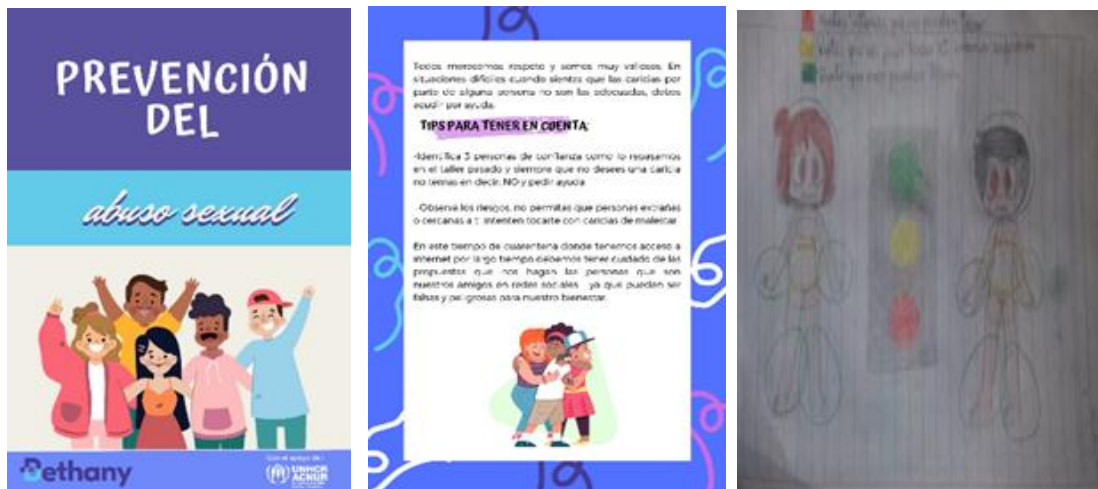 PREVENCIÓN
DEL
abuso sexual
Bethany
Con el apoyo de:
UNHCR
ACNUR
Todos merecemos respeto y somos muy valiosos. En
situaciones difíciles cuando sientes que las caricias por
parte de alguna persona no son las adecuadas, debes
acudir por ayuda.
TIPS PARA TENER EN CUENTA:
-Identifica 3 personas de confianza como lo repasamos
en el taller pasado y siempre que no desees una caricia
no temas en decir NO y pedir ayuda
-Observa los riesgos, no permitas que personas extrañas
o cercanas a ti intenten tocarte con caricias de malestar
En este tiempo de cuarentena donde tenemos acceso a
internet por largo tiempo debemos tener cuidado de las
propuestas que nos hagan las personas que son
nuestros amigos en redes sociales ya que pueden ser
falsas y peligrosas para nuestro bienestar.